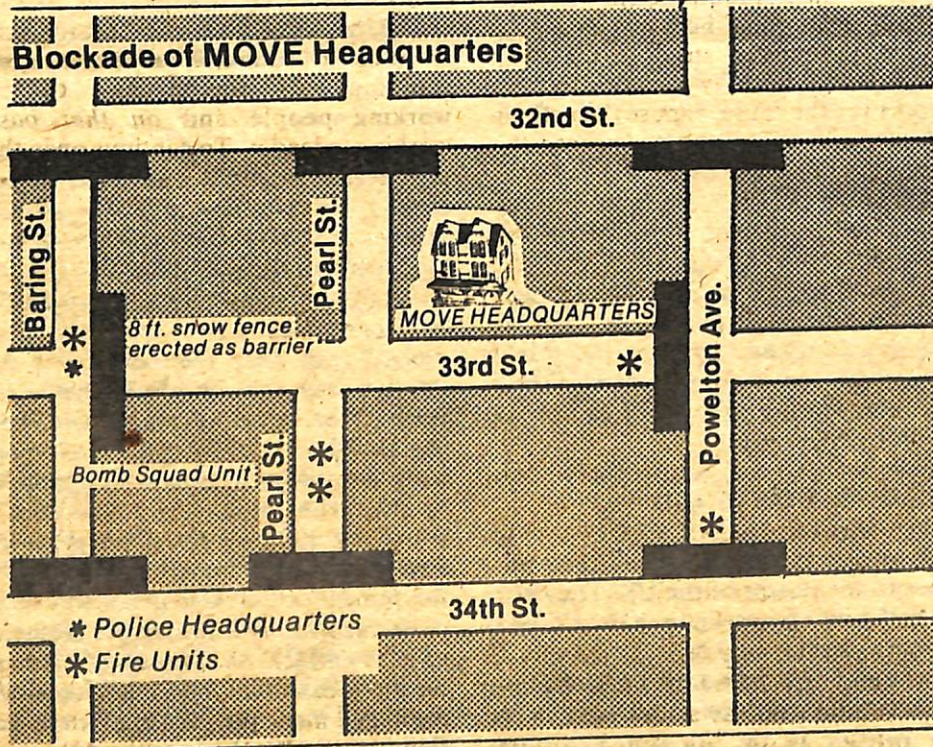 Blockade of MOVE Headquarters
32nd St.
Baring St.
Pearl St.
MOVE HEADQUARTERS
8 ft. snow fence
erected as barrier
33rd St.
Powelton Ave.
Bomb Squad Unit
Pearl St.
34th St.
* Police Headquarters
* Fire Units